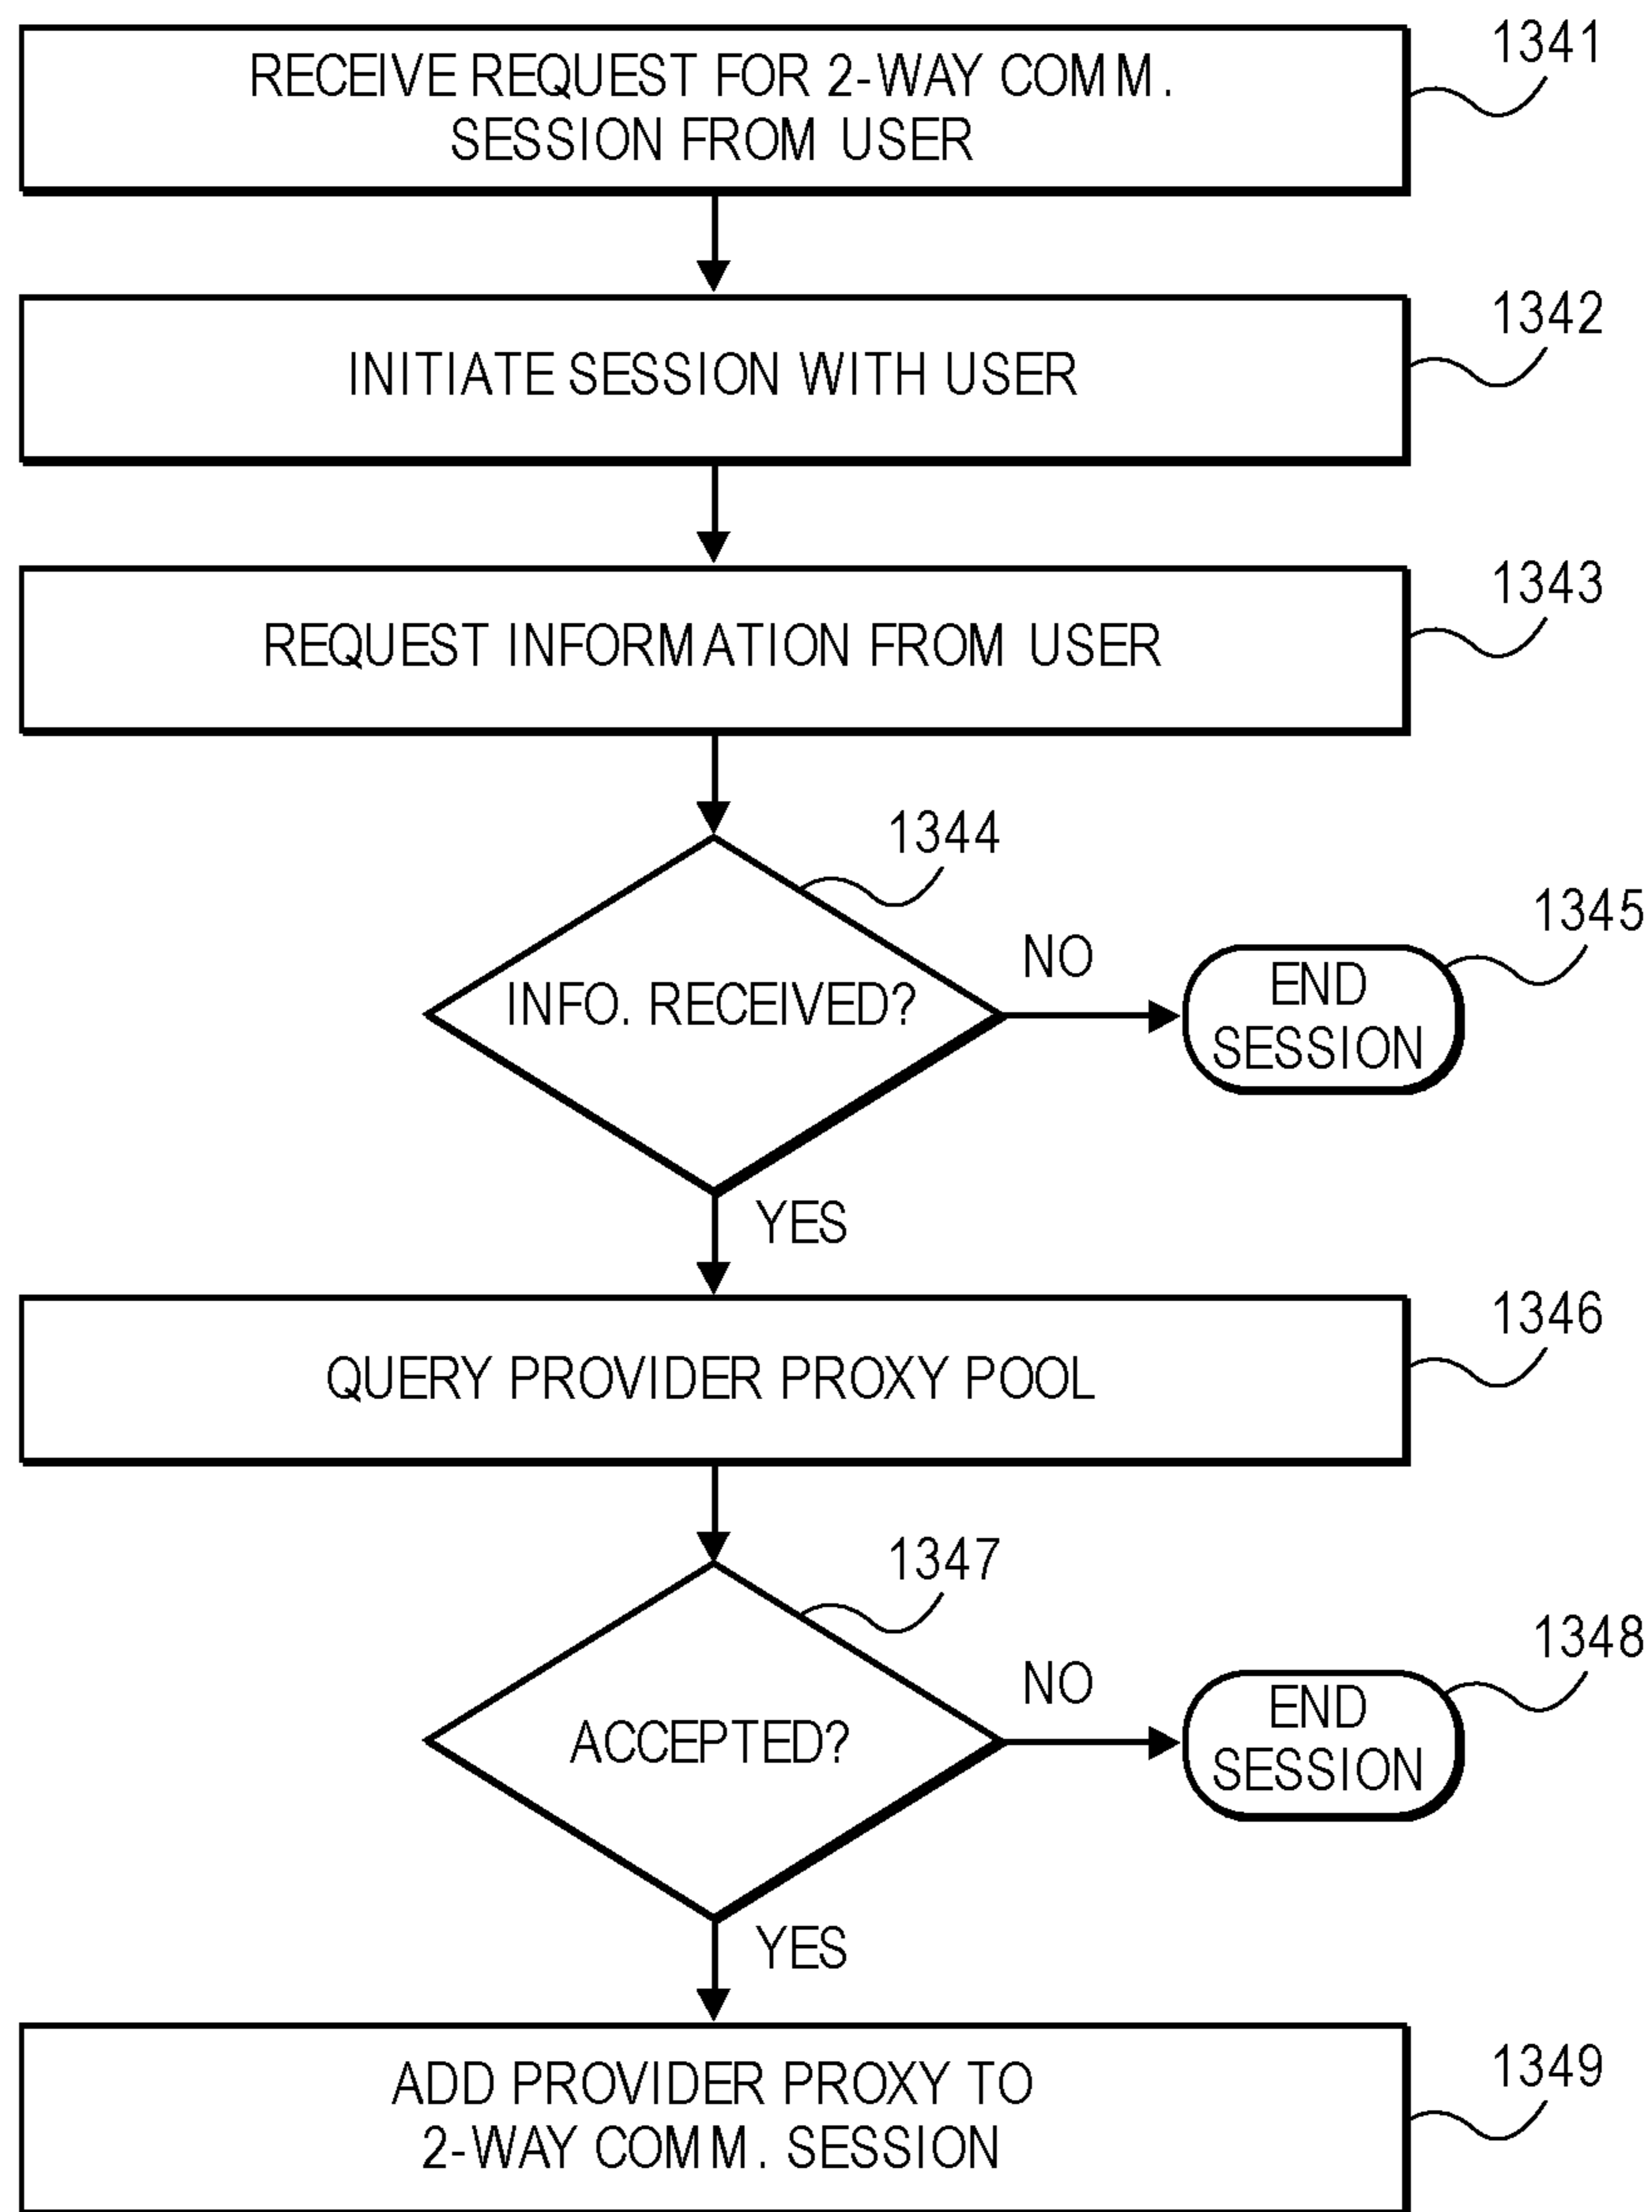 1341
RECEIVE REQUEST FOR 2-WAY COMM.
SESSION FROM USER
1342
INITIATE SESSION WITH USER
1343
REQUEST INFORMATION FROM USER
1344
INFO. RECEIVED?
NO
1345
END
SESSION
YES
1346
QUERY PROVIDER PROXY POOL
1347
ACCEPTED?
NO
1348
END
SESSION
YES
1349
ADD PROVIDER PROXY TO
2-WAY COMM. SESSION